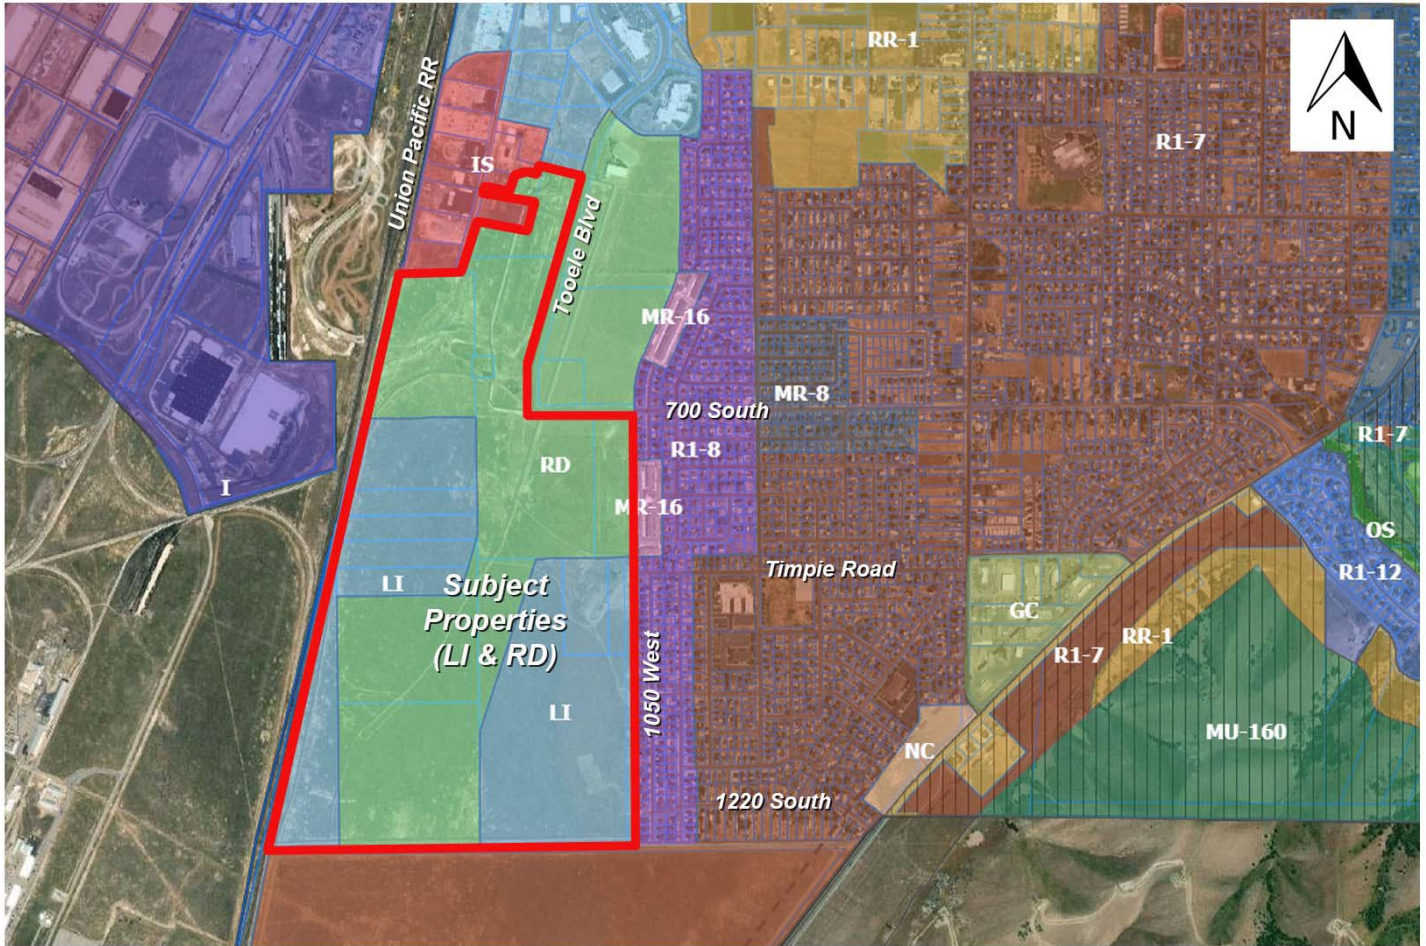 RR-1
N
R1-7
Union Pacific RR
IS
Tooele Blvd
MR-16
MR-8
700 South
R1-7
R1-8
RD
I
MR-16
OS
Timpie Road
R1-12
LI
Subject
Properties
(LI & RD)
GC
RR-1
R1-7
1050 West
LI
MU-160
NC
1220 South